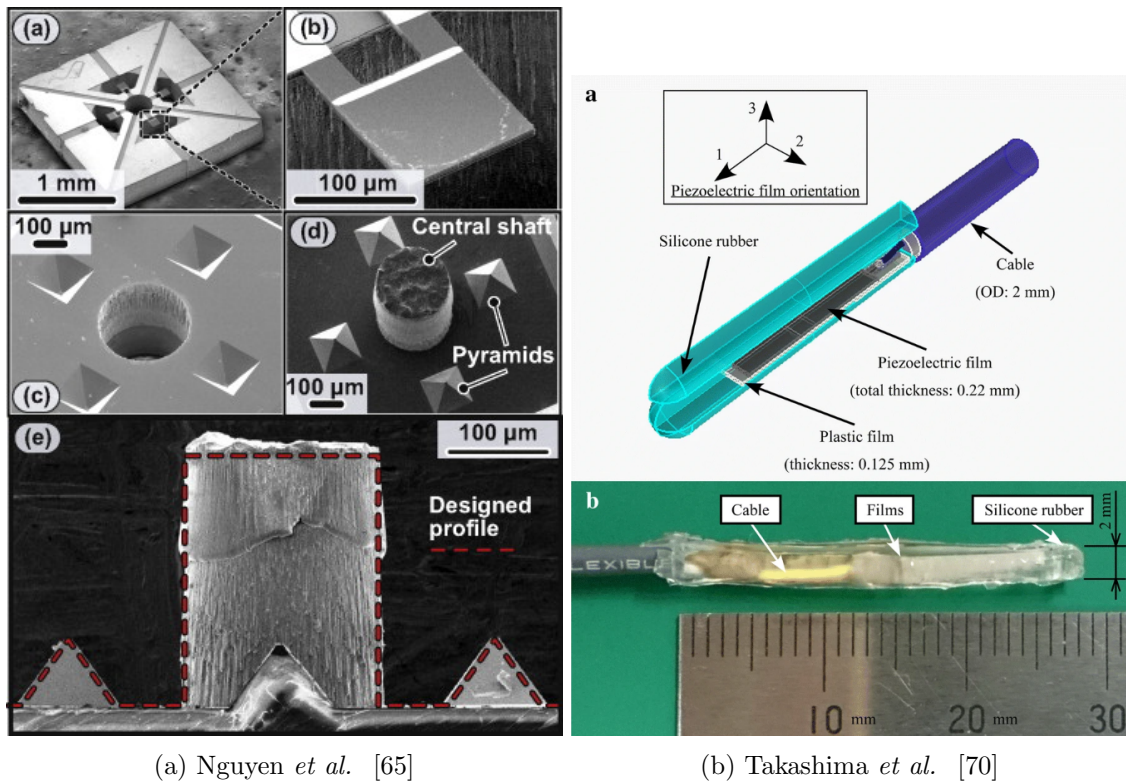 (a)
1 mm
(b)
100 µm
100 µm
(c)
(d)
Central shaft
Pyramids
100 µm
(e)
100 µm
Designed
profile
a
3
2
1
Piezoelectric film orientation
Silicone rubber
Cable
(OD: 2 mm)
Piezoelectric film
(total thickness: 0.22 mm)
Plastic film
(thickness: 0.125 mm)
b
Cable
Films
Silicone rubber
2 mm
LEXIBL
10 mm
20 mm
30
(a) Nguyen et al. [65]
(b) Takashima et al. [70]